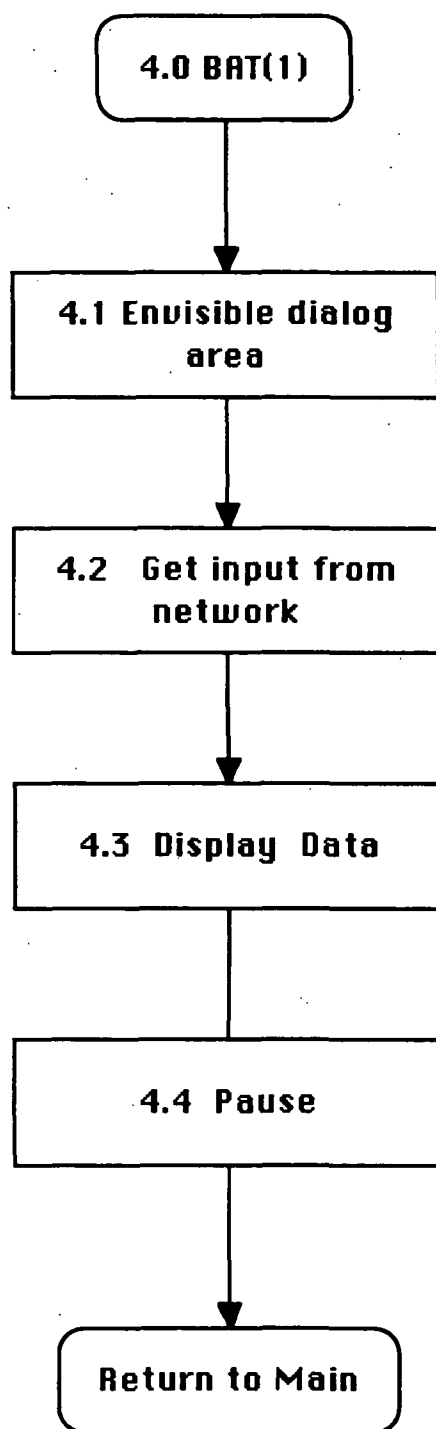 4.0 BAT(1)
4.1 Envisible dialog
area
4.2 Get input from
network
4.3 Display Data
4.4 Pause
Return to Main